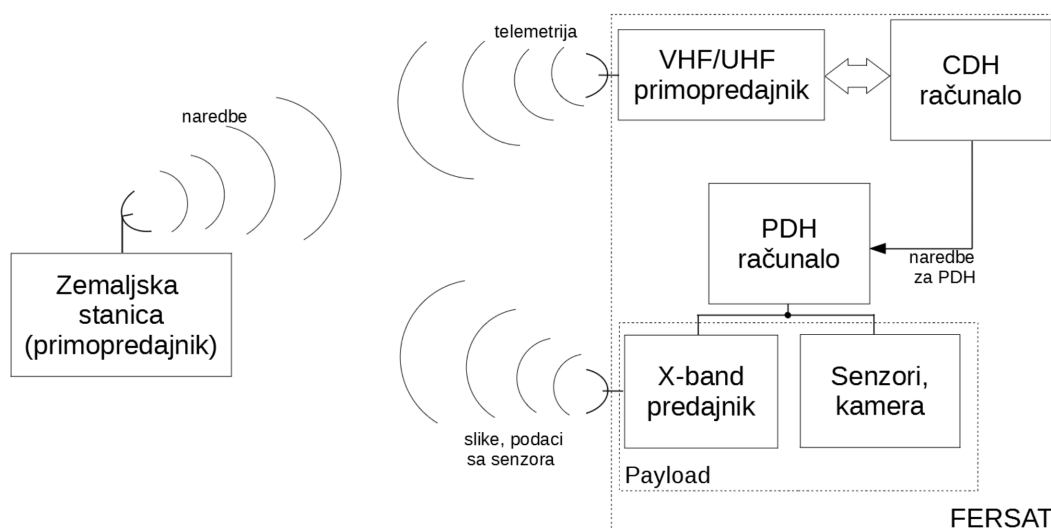 telemetrija
VHF/UHF
primopredajnik
CDH
računalo
naredbe
PDH
računalo
naredbe
za PDH
Zemaljska
stanica
(primopredajnik)
X-band
predajnik
Senzori,
kamera
slike, podaci
sa senzora
Payload
FERSAT